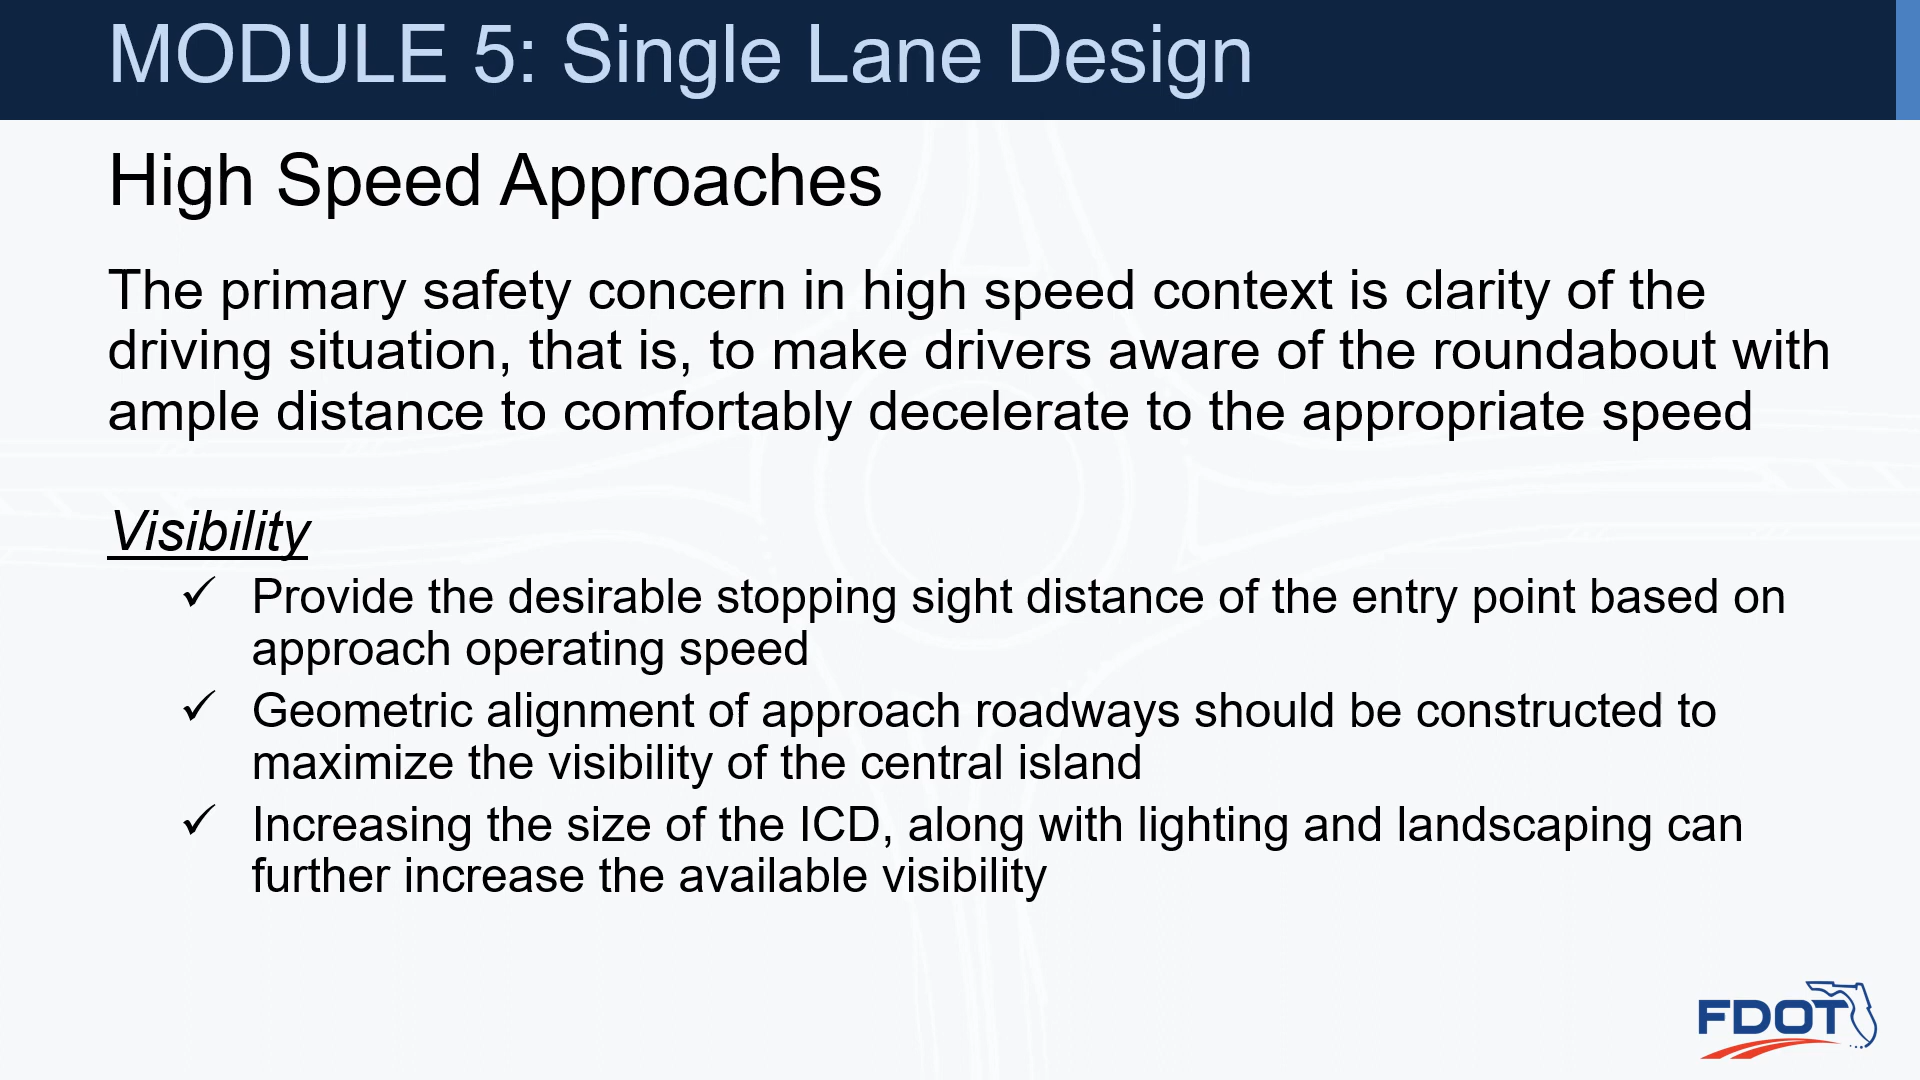 MODULE 5: Single Lane Design
High Speed Approaches
The primary safety concern in high speed context is clarity of the
driving situation, that is, to make drivers aware of the roundabout with
ample distance to comfortably decelerate to the appropriate speed
Visibility
✓ Provide the desirable stopping sight distance of the entry point based on
approach operating speed
✓ Geometric alignment of approach roadways should be constructed to
maximize the visibility of the central island
✓ Increasing the size of the ICD, along with lighting and landscaping can
further increase the available visibility
FDOT